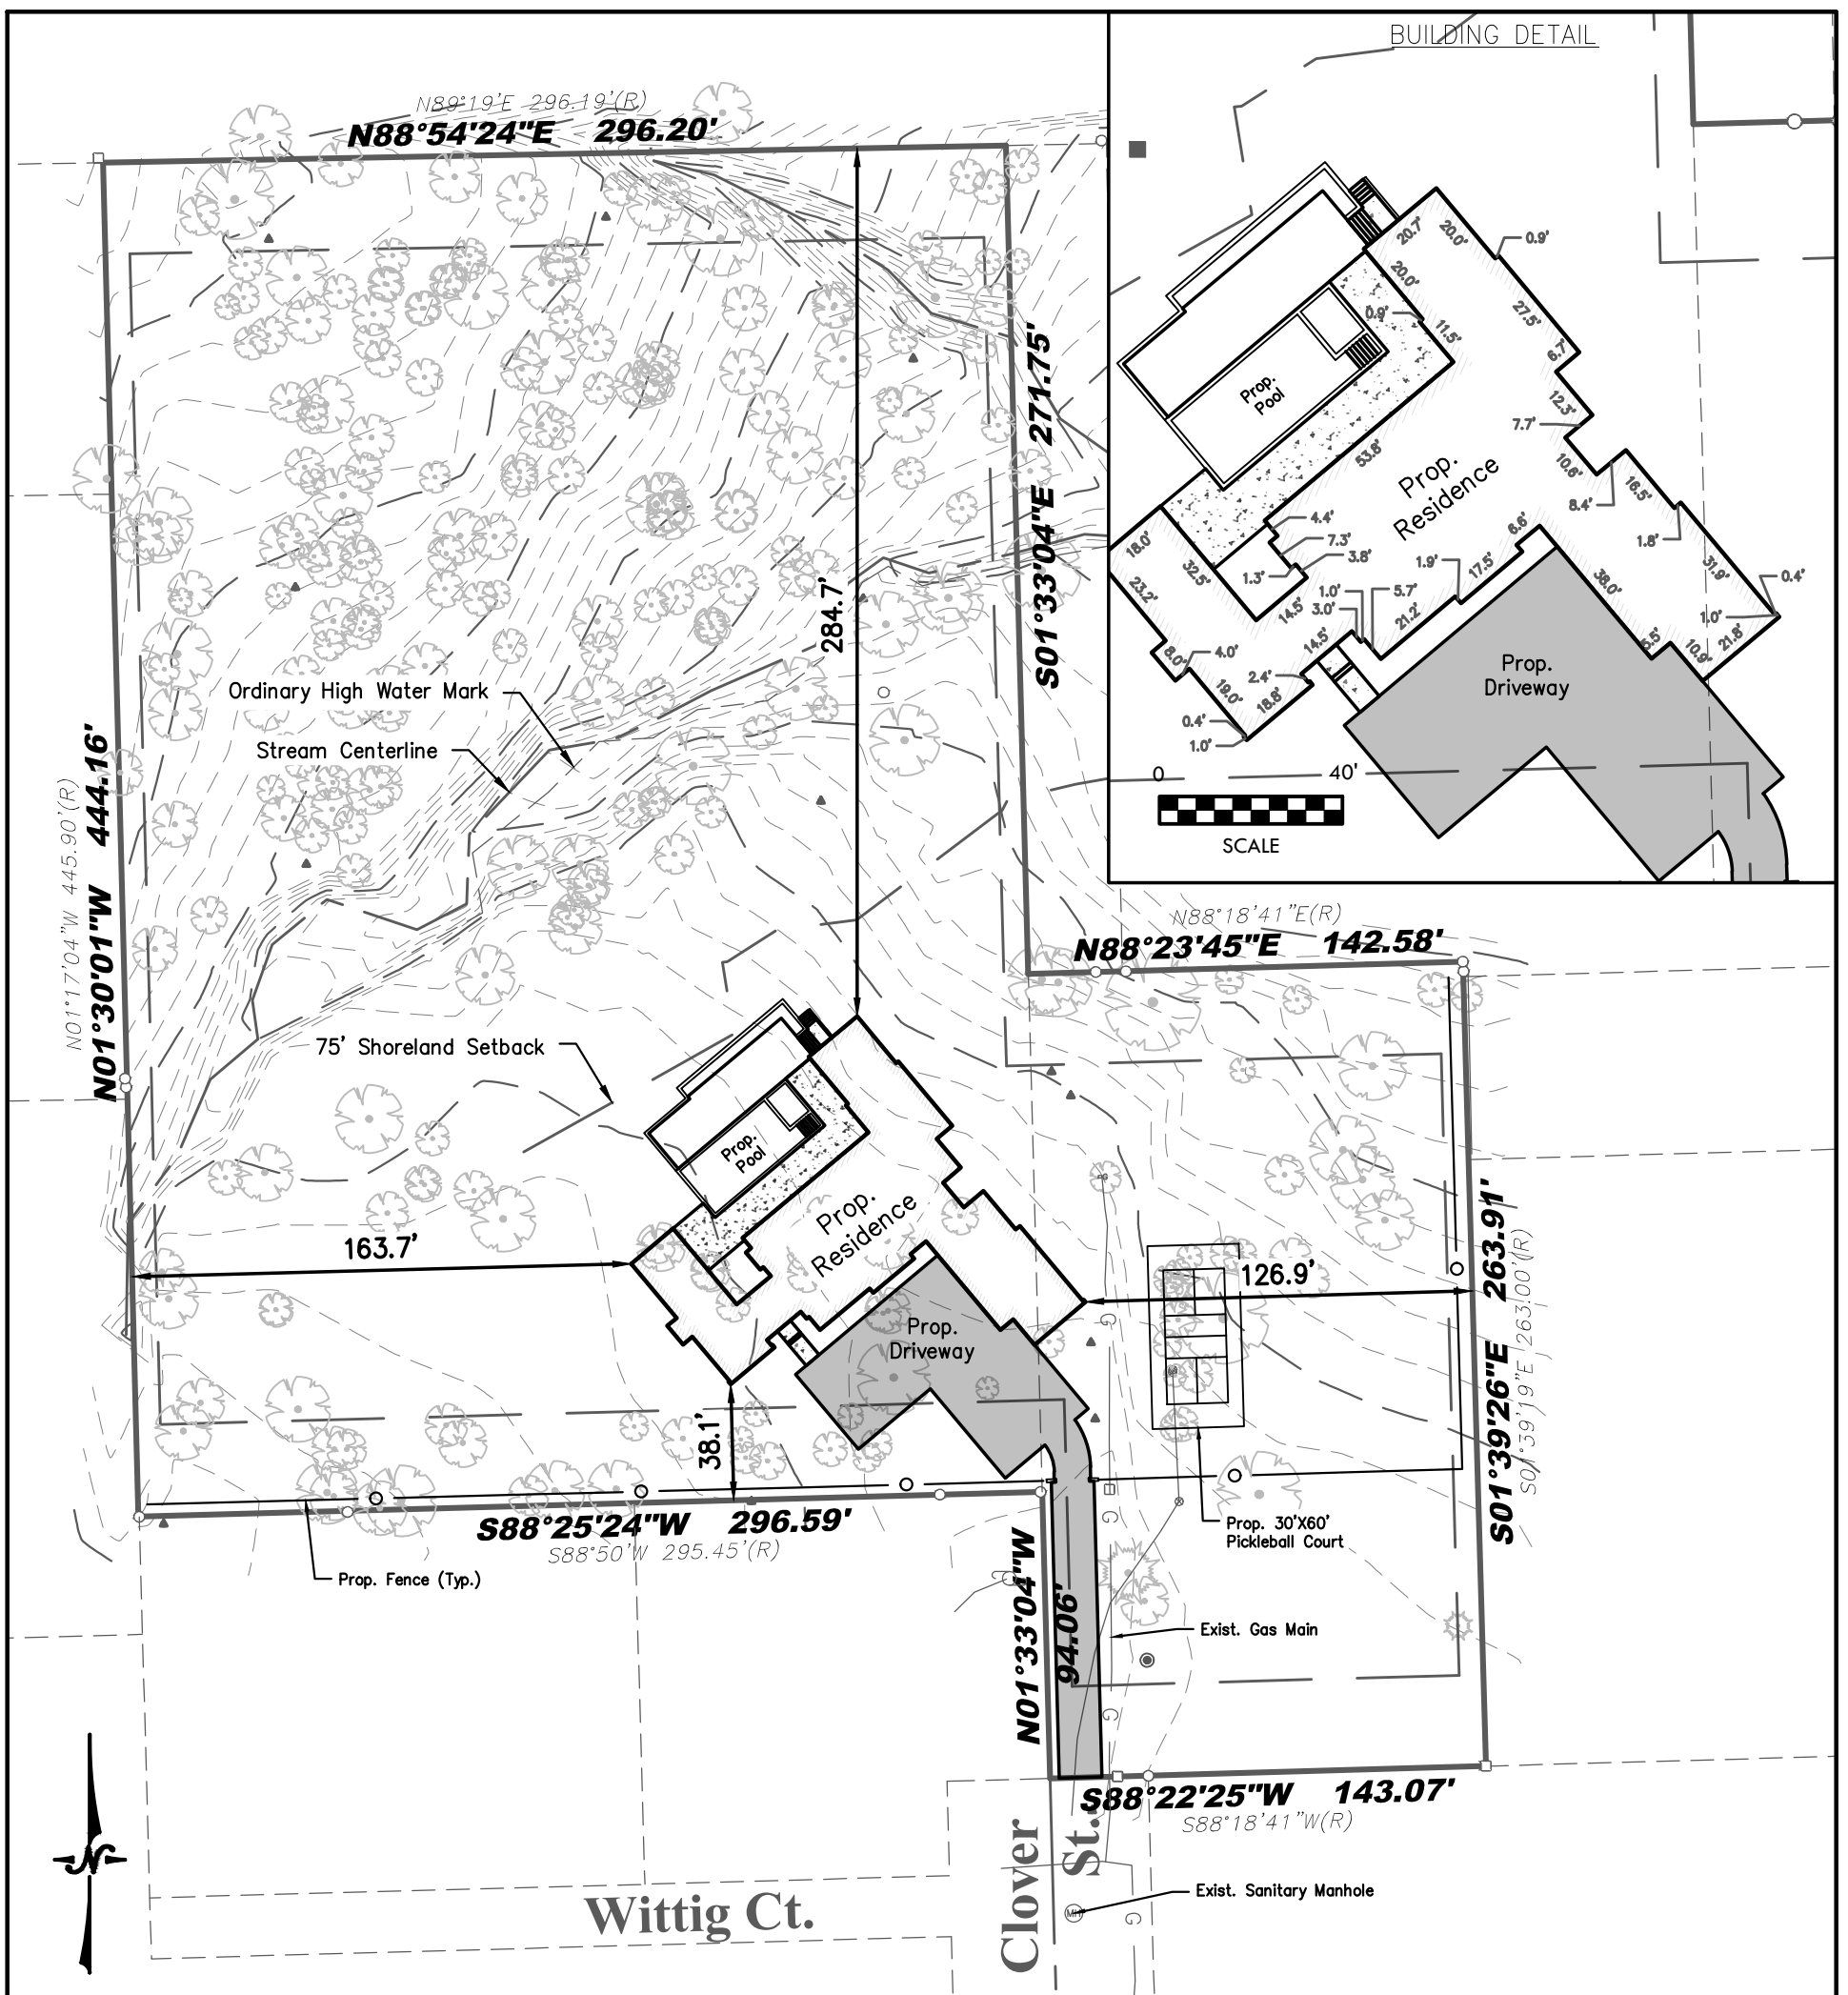 BUILDING DETAIL
N89°19'E 296.19'(R)
N88°54'24"E 296.20'
20.7'
20.0'
0.9'
20.0'
0.9'
11.5'
27.5'
6.7'
12.3'
7.7'
10.6'
8.4'
16.5'
1.8'
31.9'
0.4'
1.0'
21.8'
10.9'
5.5'
38.0'
Prop.
Pool
53.8'
Prop.
Residence
18.0'
23.2'
32.5'
4.4'
7.3'
3.8'
1.3'
14.5'
1.0'
3.0'
5.7'
21.2'
1.9'
17.5'
6.6'
14.5'
2.4'
18.8'
8.0'
4.0'
19.0'
0.4'
1.0'
Prop.
Driveway
0 40'
SCALE
284.7'
S01°33'04"E 271.75'
Ordinary High Water Mark
Stream Centerline
N01°17'04"W 445.90'(R)
N01°30'01"W 444.16'
N88°18'41"E(R)
N88°23'45"E 142.58'
75' Shoreland Setback
Prop.
Pool
Prop.
Residence
163.7'
126.9'
Prop.
Driveway
S01°39'26"E 263.91'
S01°39'19"E 263.00'(R)
38.1'
G
G
G
G
S88°25'24"W 296.59'
S88°50'W 295.45'(R)
Prop. Fence (Typ.)
Prop. 30'X60'
Pickleball Court
N01°33'04"W
94.06'
Exist. Gas Main
S88°22'25"W 143.07'
S88°18'41"W(R)
N
Clover St.
Wittig Ct.
Exist. Sanitary Manhole
MH